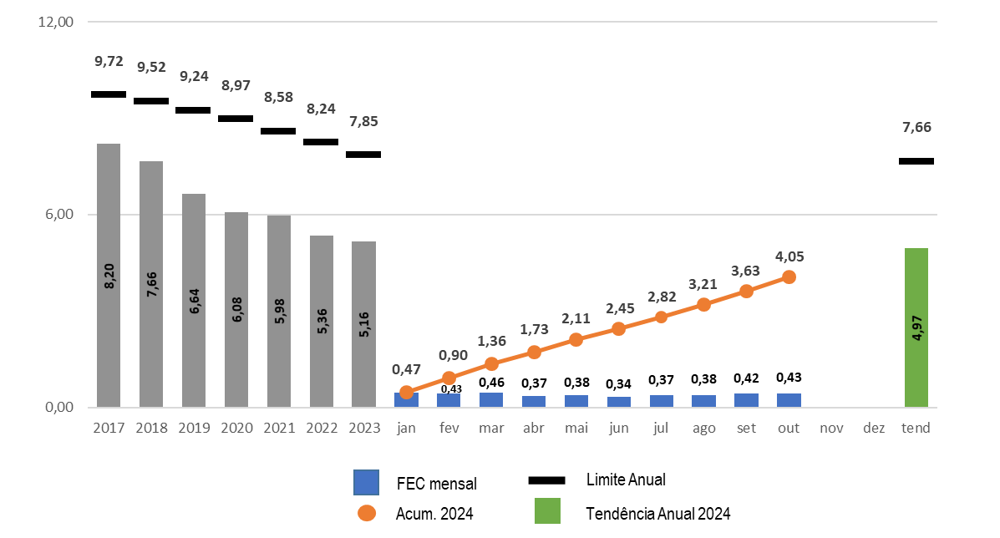 12,00
9,72 9,52 9,24 8,97 8,58 8,24 7,85 7,66
6,00
8,20 7,66 6,64 6,08 5,98 5,36 5,16 4,97
0,47 0,90 1,36 1,73 2,11 2,45 2,82 3,21 3,63 4,05
0,43 0,46 0,37 0,38 0,34 0,37 0,38 0,42 0,43
0,00
2017 2018 2019 2020 2021 2022 2023 jan fev mar abr mai jun jul ago set out nov dez tend
FEC mensal Limite Anual
Acum. 2024 Tendência Anual 2024